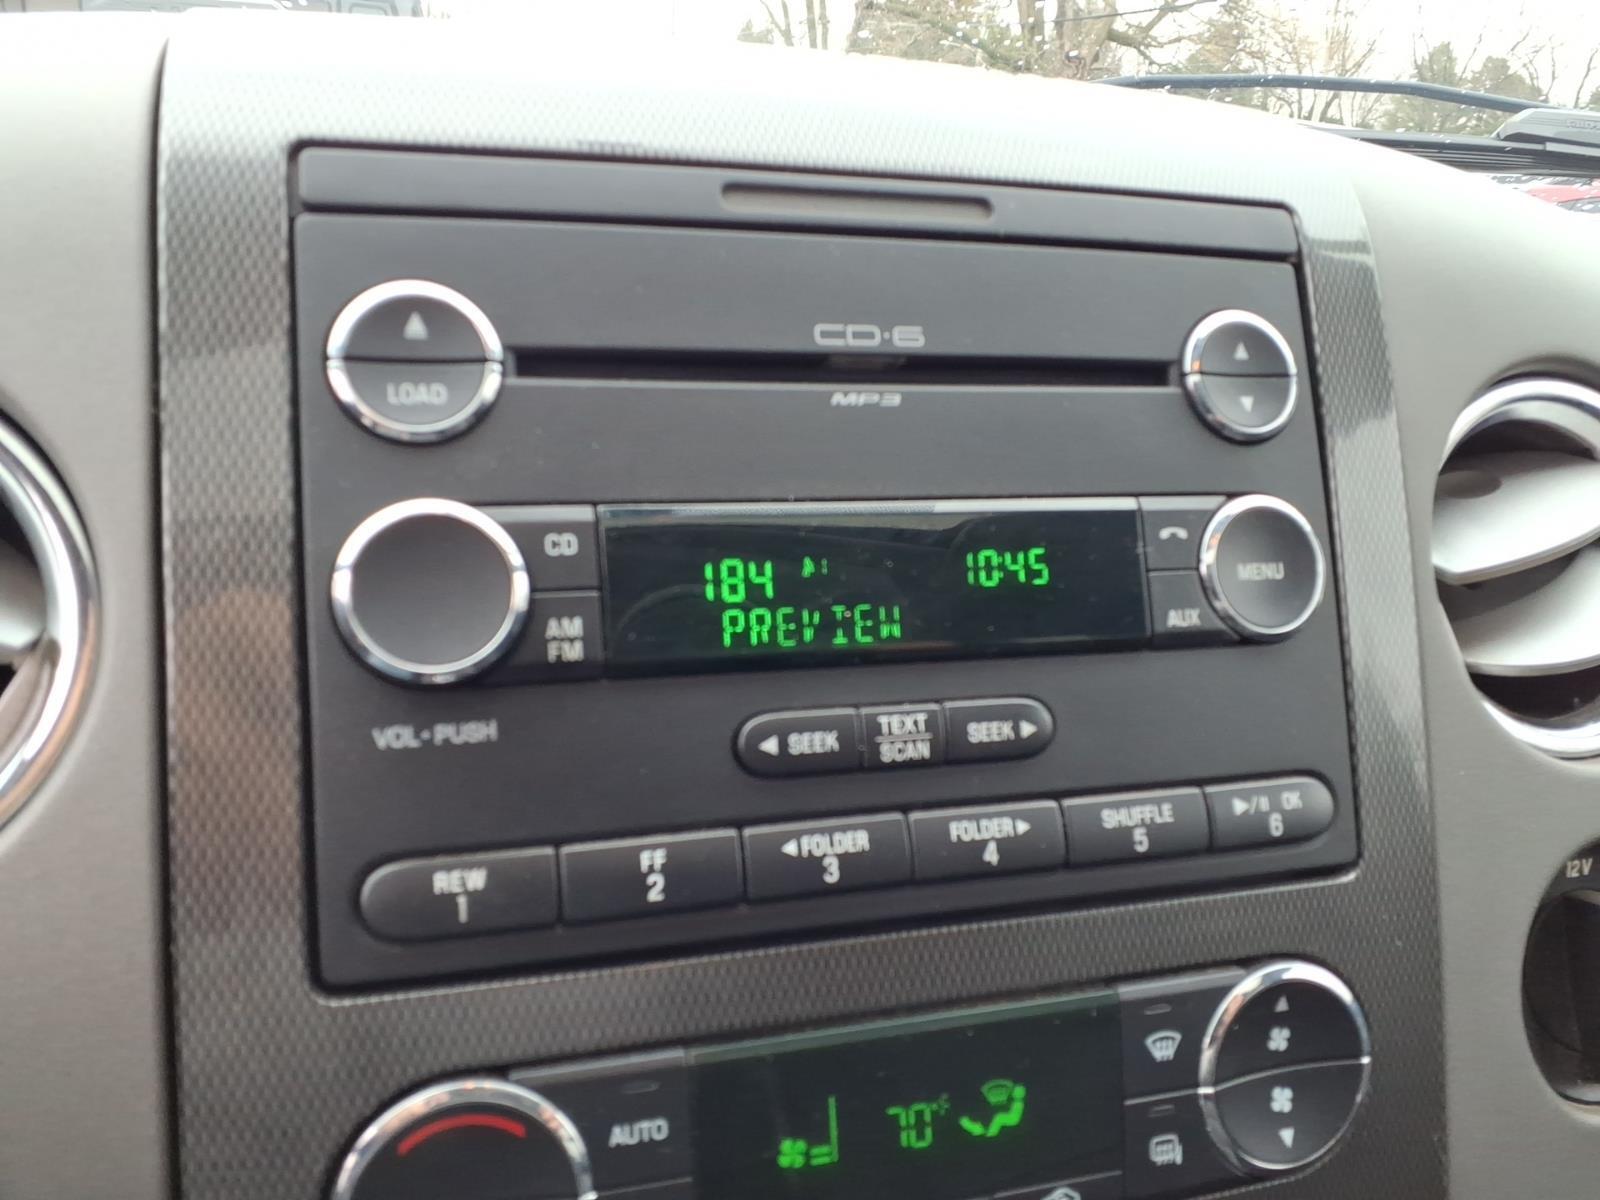 CD·6
LOAD
MP3
CD
184 10:45
MENU
AM
FM
PREVIEW
AUX
VOL·PUSH
SEEK TEXT SEEK
SCAN
REW FF FOLDER FOLDER SHUFFLE OK
1 2 3 4 5 6
12V
AUTO 70°F